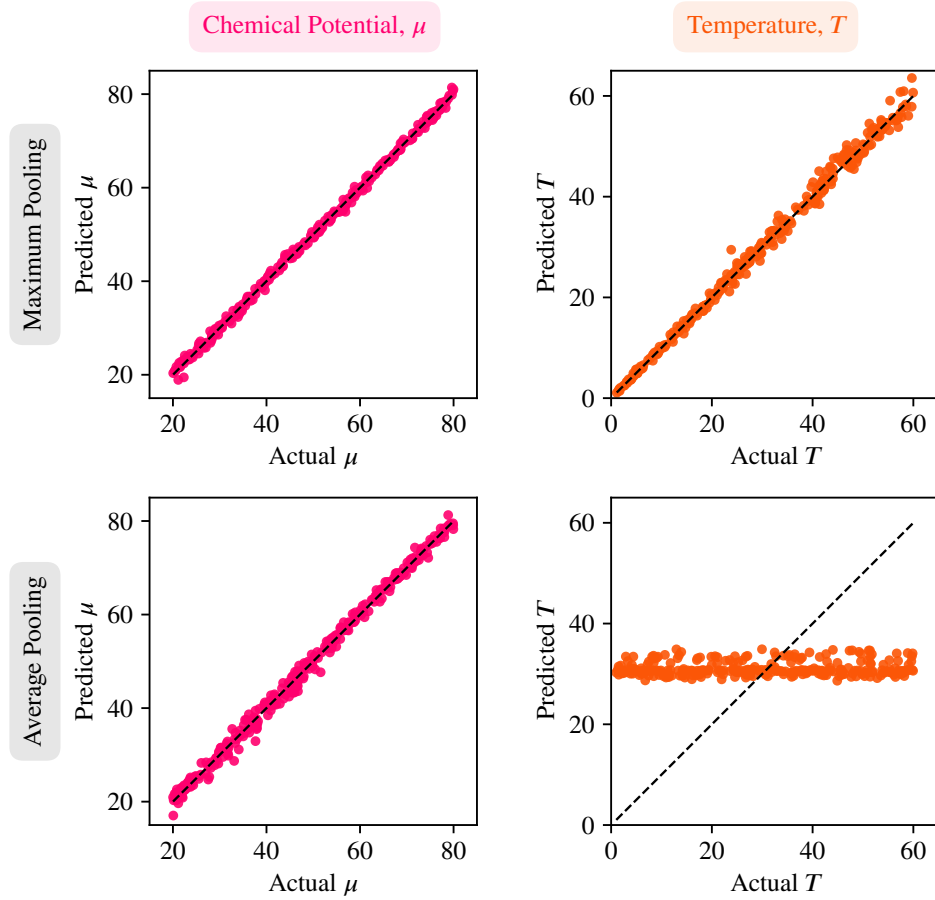 Chemical Potential, μ
Temperature, T
Maximum Pooling
Predicted μ
80
60
40
20
20 40 60 80
Actual μ
Predicted T
60
40
20
0
0 20 40 60
Actual T
Average Pooling
Predicted μ
80
60
40
20
20 40 60 80
Actual μ
Predicted T
60
40
20
0
0 20 40 60
Actual T